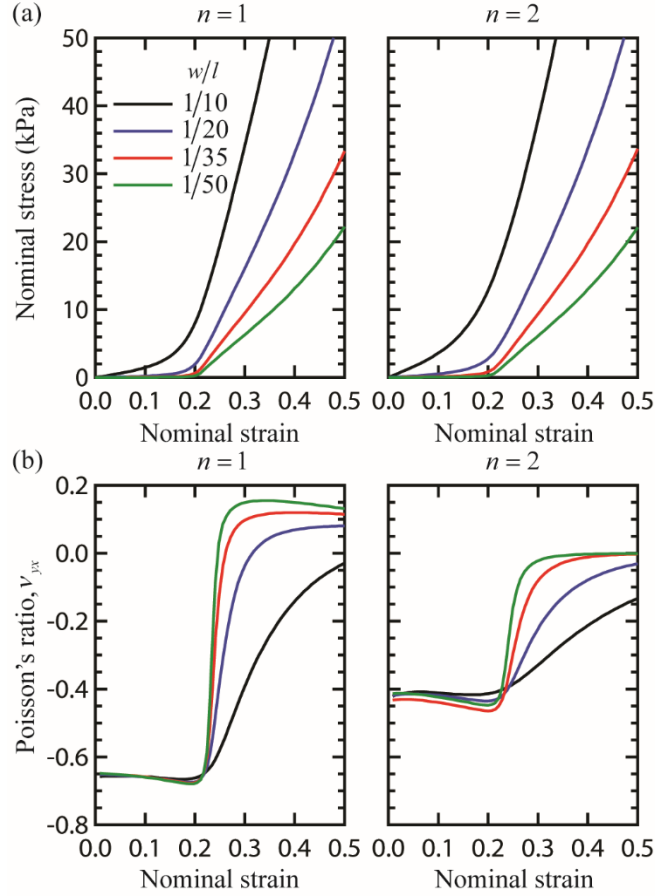 (a)
n = 1
n = 2
50
40
30
20
10
0
Nominal stress (kPa)
w/l
1/10
1/20
1/35
1/50
0.0 0.1 0.2 0.3 0.4 0.5
0.0 0.1 0.2 0.3 0.4 0.5
Nominal strain
Nominal strain
(b)
n = 1
n = 2
0.2
0.0
-0.2
-0.4
-0.6
-0.8
Poisson's ratio, νyx
0.0 0.1 0.2 0.3 0.4 0.5
0.0 0.1 0.2 0.3 0.4 0.5
Nominal strain
Nominal strain